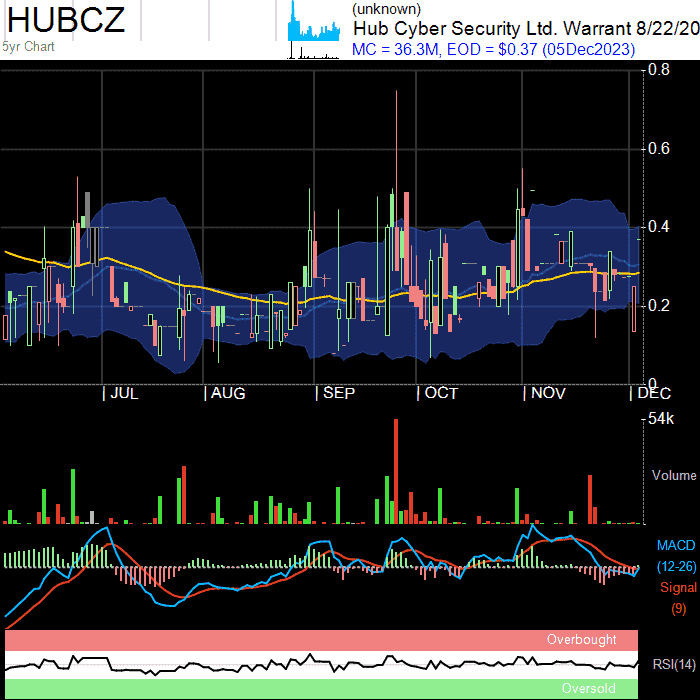 HUBCZ
5yr Chart
(unknown)
Hub Cyber Security Ltd. Warrant 8/22/20
MC = 36.3M, EOD = $0.37 (05Dec2023)
0.8
0.6
0.4
0.2
0
JUL
AUG
SEP
OCT
NOV
DEC
54k
Volume
MACD
(12-26)
Signal
(9)
Overbought
RSI(14)
Oversold